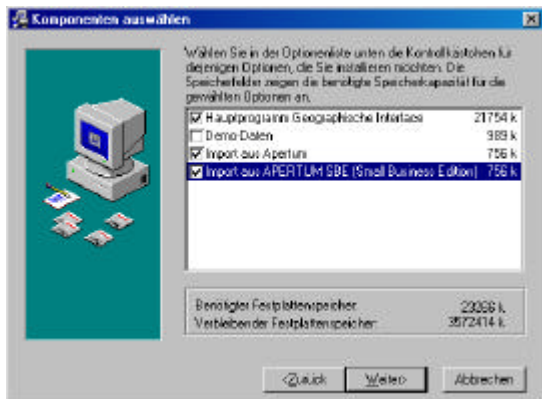 Komponenten auswählen
Wählen Sie in der Optionenliste unten die Kontrollkästchen für
diejenigen Optionen, die Sie installieren möchten. Die
Speicherfelder zeigen die benötigte Speicherkapazität für die
gewählten Optionen an.
Hauptprogramm Geographische Interface 21754 k
Demo-Daten 989 k
Import aus Apertum 756 k
Import aus APERTUM SBE (Small Business Edition) 756 k
Benötigter Festplattenspeicher: 23266 k
Verbleibender Festplattenspeicher: 3572414 k
<Zurück Weiter> Abbrechen